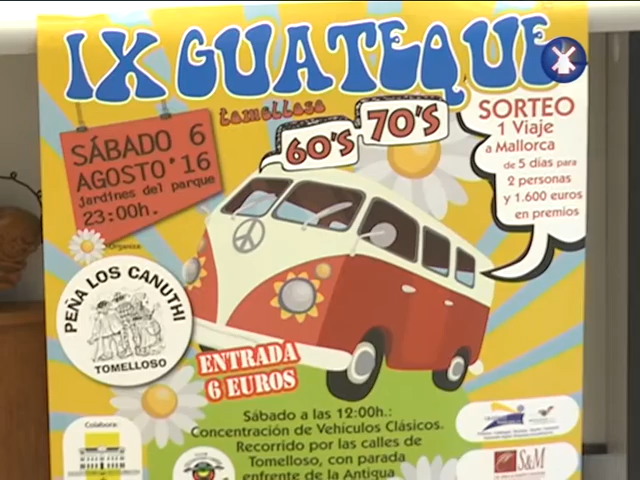 IX GUATEQUE
tomelloso
60'S 70'S
SÁBADO 6
AGOSTO '16
jardines del parque
23:00h.
SORTEO
1 Viaje
a Mallorca
de 5 días para
2 personas
y 1.600 euros
en premios
Organiza:
PEÑA LOS CANUTHI
TOMELLOSO
ENTRADA
6 EUROS
Sábado a las 12:00h.:
Concentración de Vehículos Clásicos.
Recorrido por las calles de
Tomelloso, con parada
enfrente de la Antigua
Colabora:
S&M